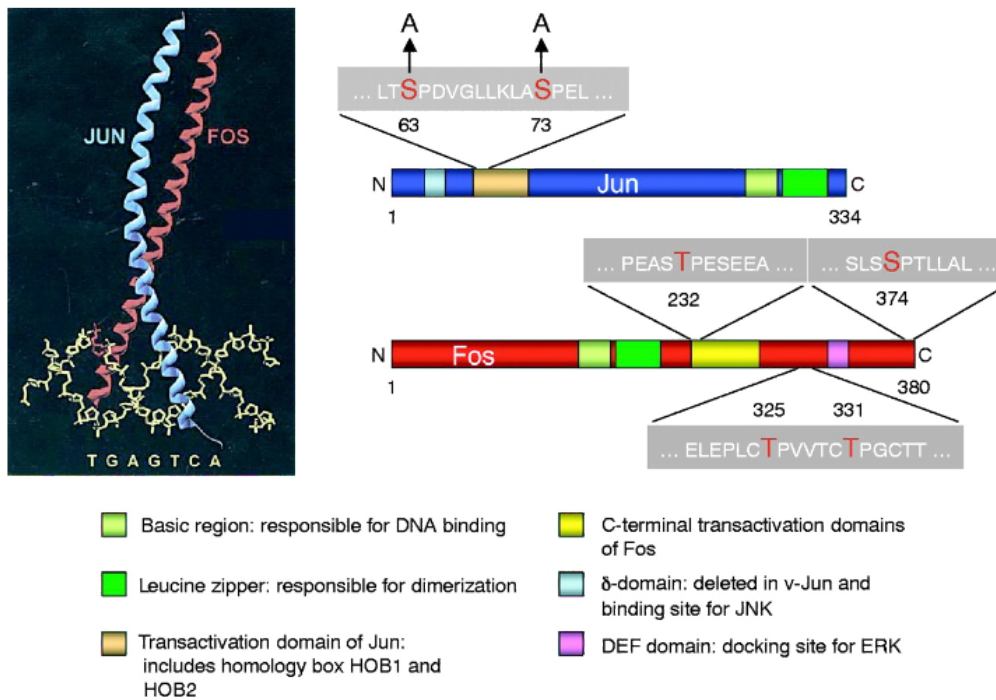 JUN
FOS
T G A G T C A
A A
... LTSPDVGLLKLASPEL ...
63 73
N Jun C
1 334
... PEASTPESEEA ... ... SLSSPTLLAL ...
232 374
N Fos C
1 380
325 331
... ELEPLCTPVVTCTPGCTT ...
Basic region: responsible for DNA binding
Leucine zipper: responsible for dimerization
Transactivation domain of Jun:
includes homology box HOB1 and
HOB2
C-terminal transactivation domains
of Fos
δ-domain: deleted in v-Jun and
binding site for JNK
DEF domain: docking site for ERK